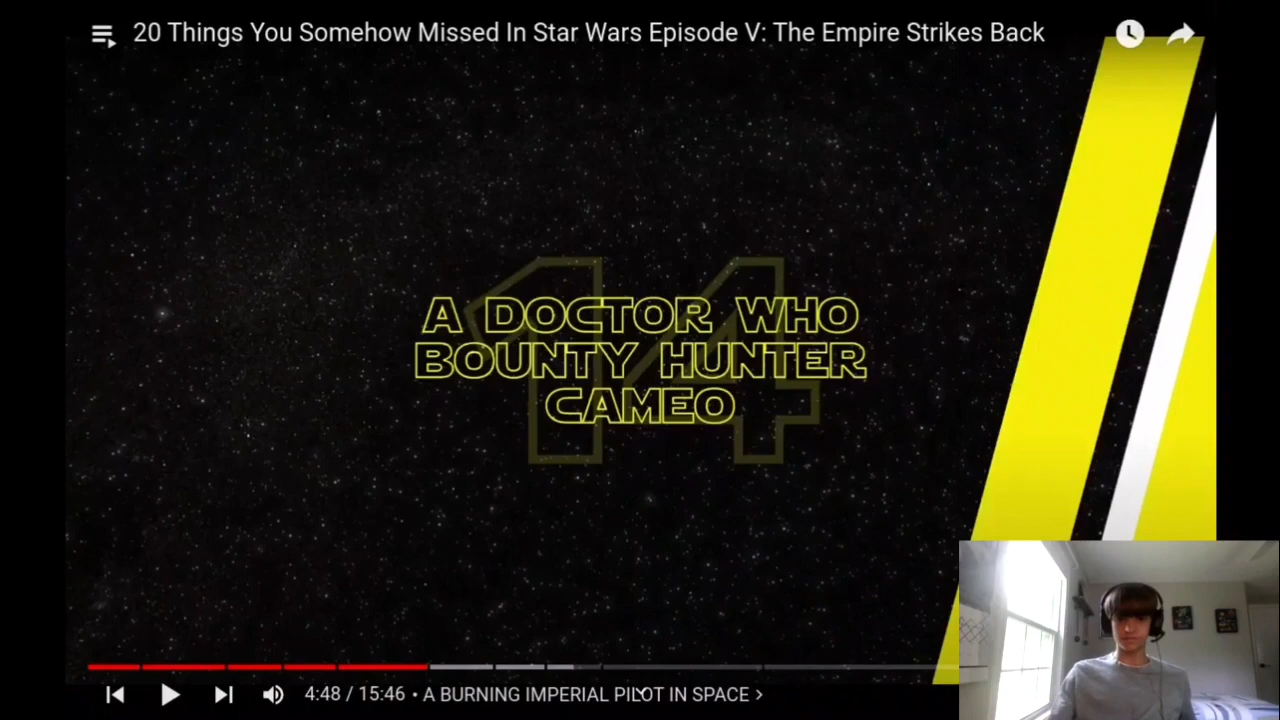 20 Things You Somehow Missed In Star Wars Episode V: The Empire Strikes Back
14
A DOCTOR WHO
BOUNTY HUNTER
CAMEO
4:48 / 15:46 • A BURNING IMPERIAL PILOT IN SPACE >